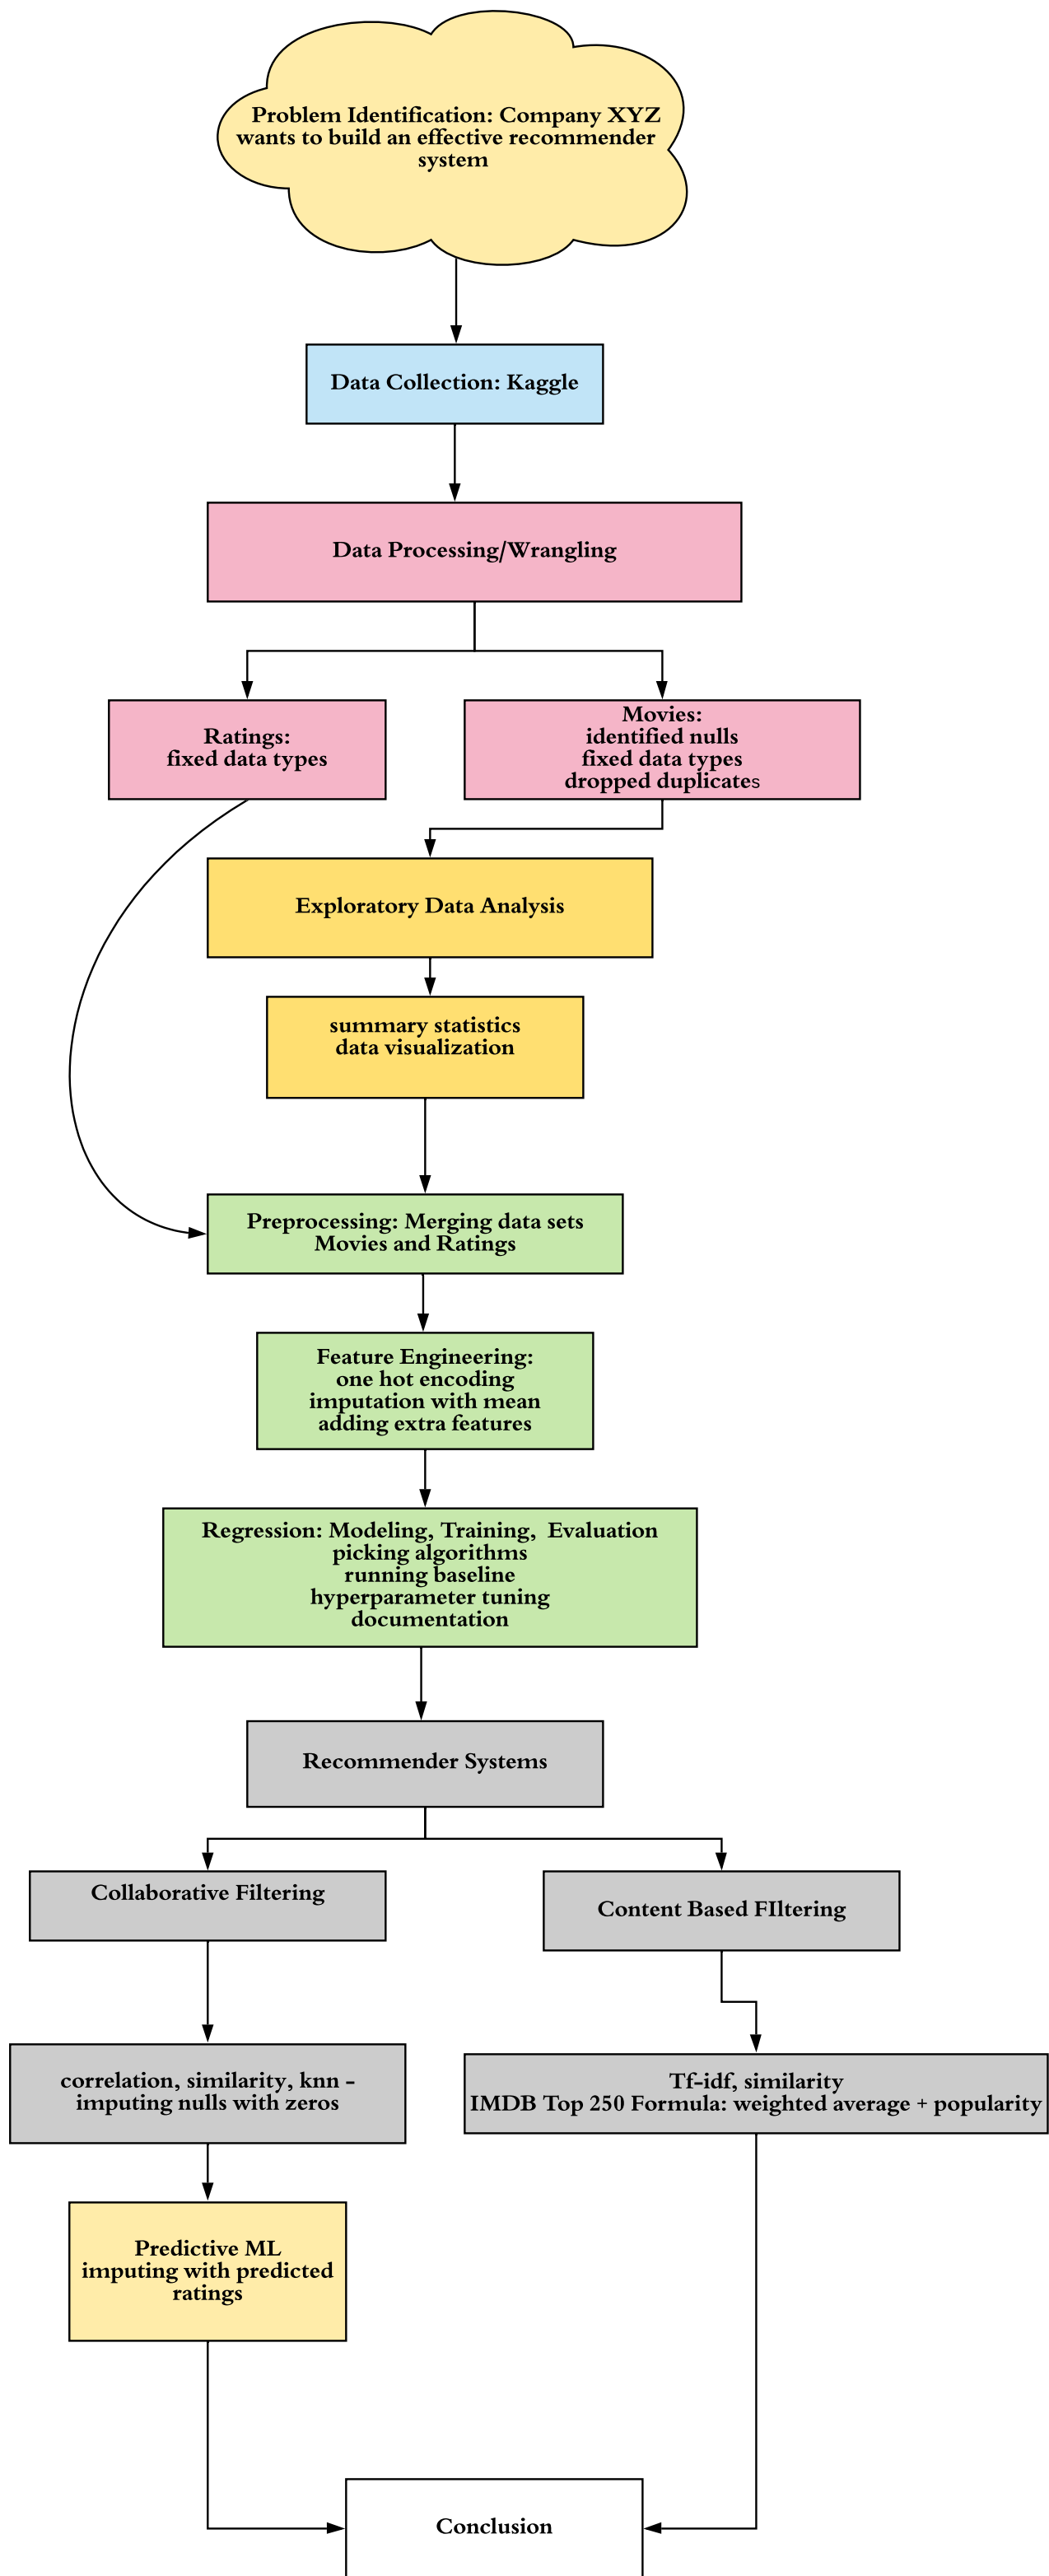 Problem Identification: Company XYZ
wants to build an effective recommender
system
Data Collection: Kaggle
Data Processing/Wrangling
Ratings:
fixed data types
Movies:
identified nulls
fixed data types
dropped duplicates
Exploratory Data Analysis
summary statistics
data visualization
Preprocessing: Merging data sets
Movies and Ratings
Feature Engineering:
one hot encoding
imputation with mean
adding extra features
Regression: Modeling, Training,  Evaluation
picking algorithms
running baseline
hyperparameter tuning
documentation
Recommender Systems
Collaborative Filtering
Content Based FIltering
correlation, similarity, knn -
imputing nulls with zeros
Tf-idf, similarity
IMDB Top 250 Formula: weighted average + popularity
Predictive ML
imputing with predicted
ratings
Conclusion